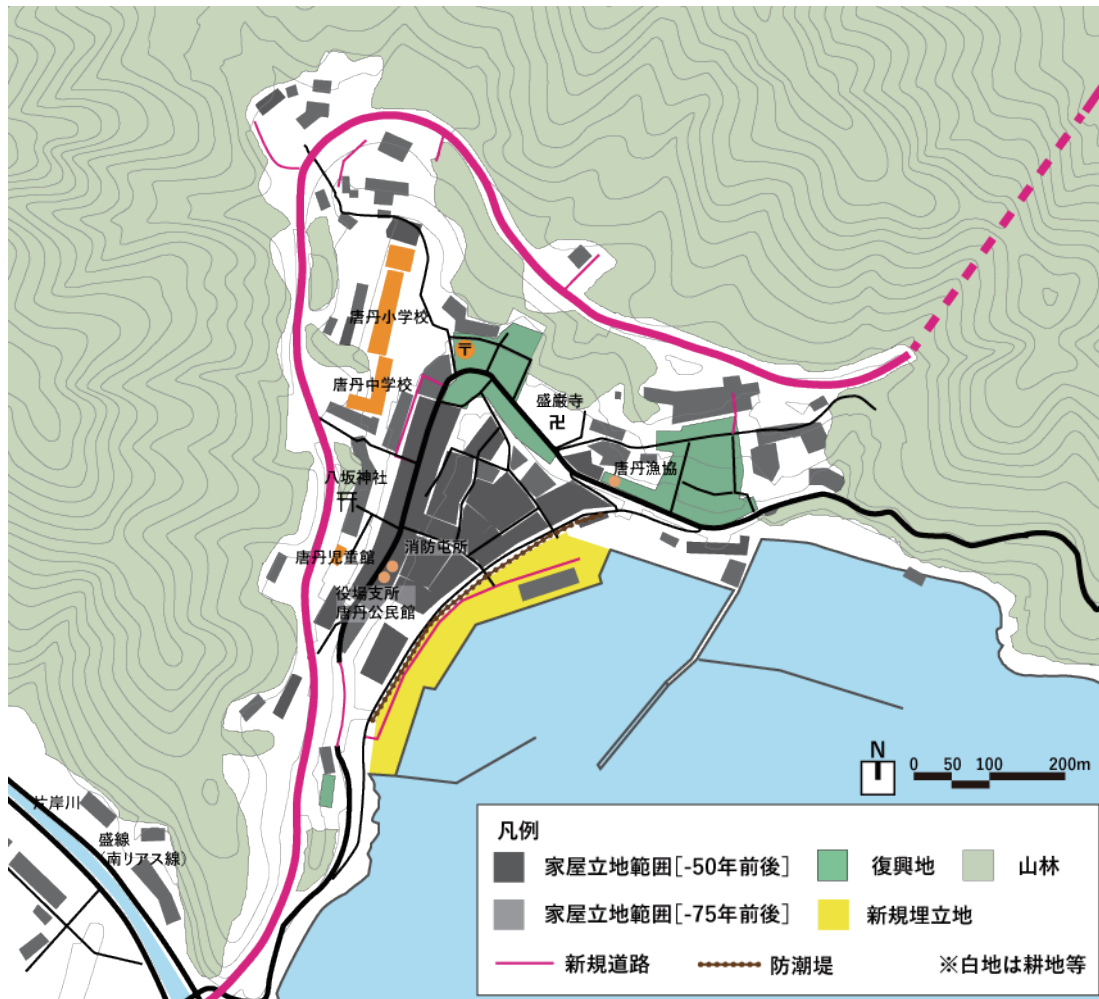 〒
唐丹小学校
唐丹中学校
盛巌寺
卍
唐丹漁協
八坂神社
消防屯所
唐丹児童館
役場支所
唐丹公民館
片岸川
盛線
(南リアス線)
N
0 50 100 200m
凡例
家屋立地範囲[-50年前後]
復興地
山林
家屋立地範囲[-75年前後]
新規埋立地
新規道路
防潮堤
※白地は耕地等